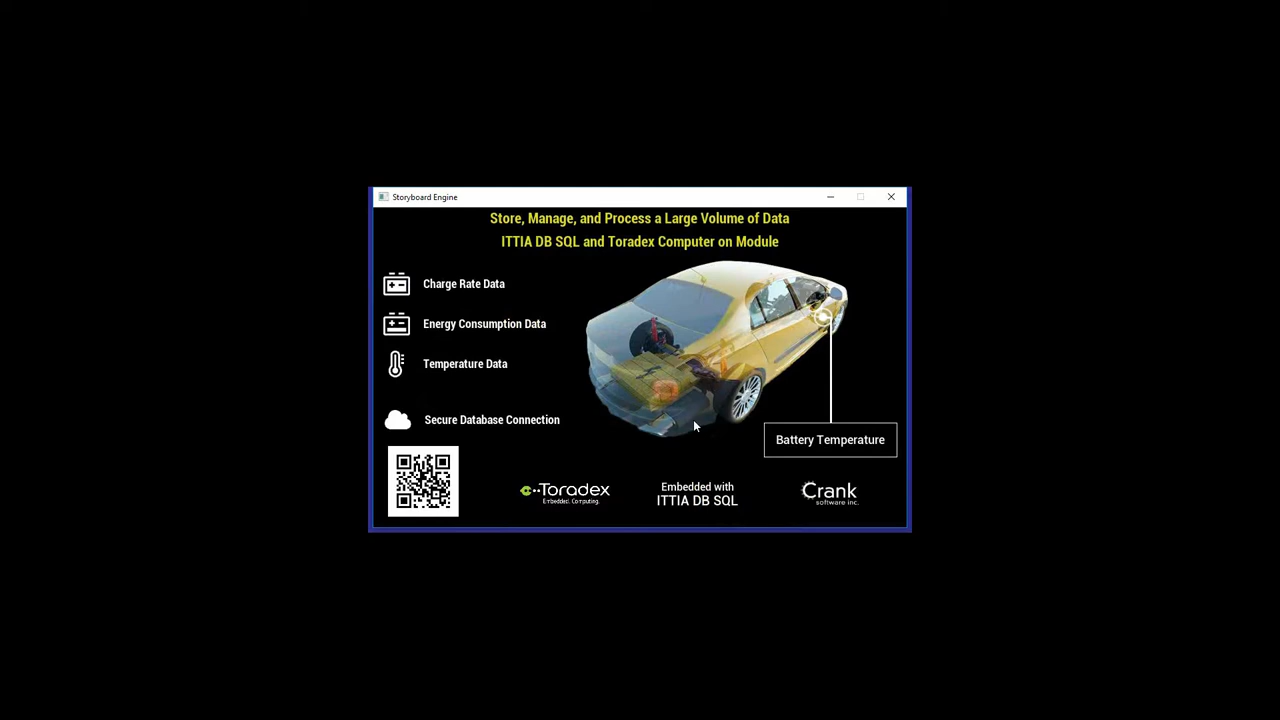 Storyboard Engine
Store, Manage, and Process a Large Volume of Data
ITTIA DB SQL and Toradex Computer on Module
Charge Rate Data
Energy Consumption Data
Temperature Data
Secure Database Connection
Battery Temperature
Toradex
Embedded. Computing.
Embedded with
ITTIA DB SQL
Crank
software inc.